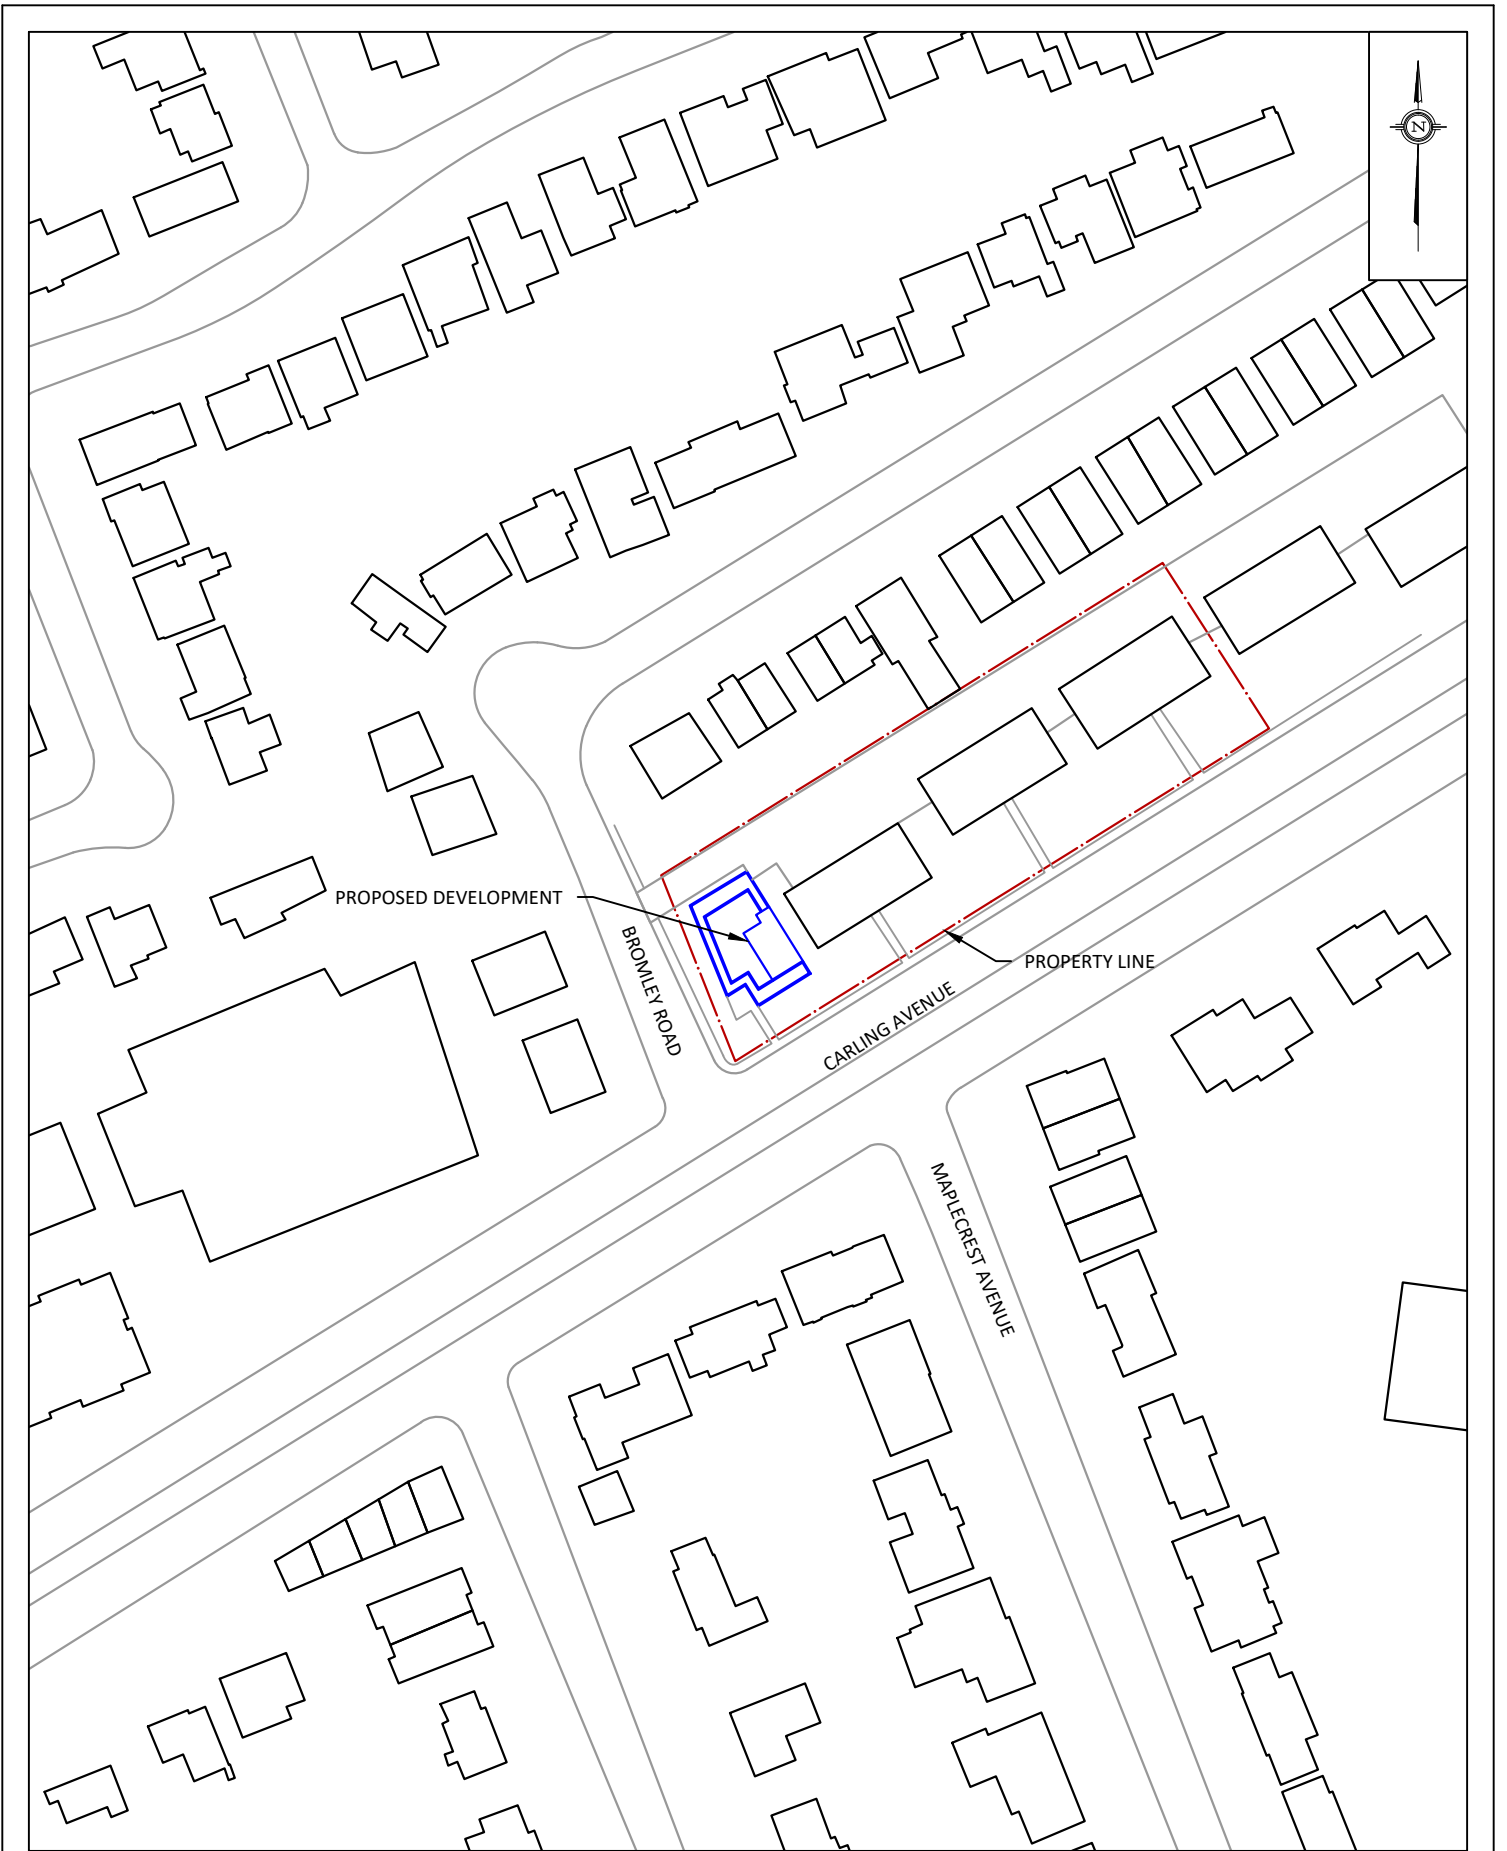 N
PROPOSED DEVELOPMENT
BROMLEY ROAD
PROPERTY LINE
CARLING AVENUE
MAPLECREST AVENUE